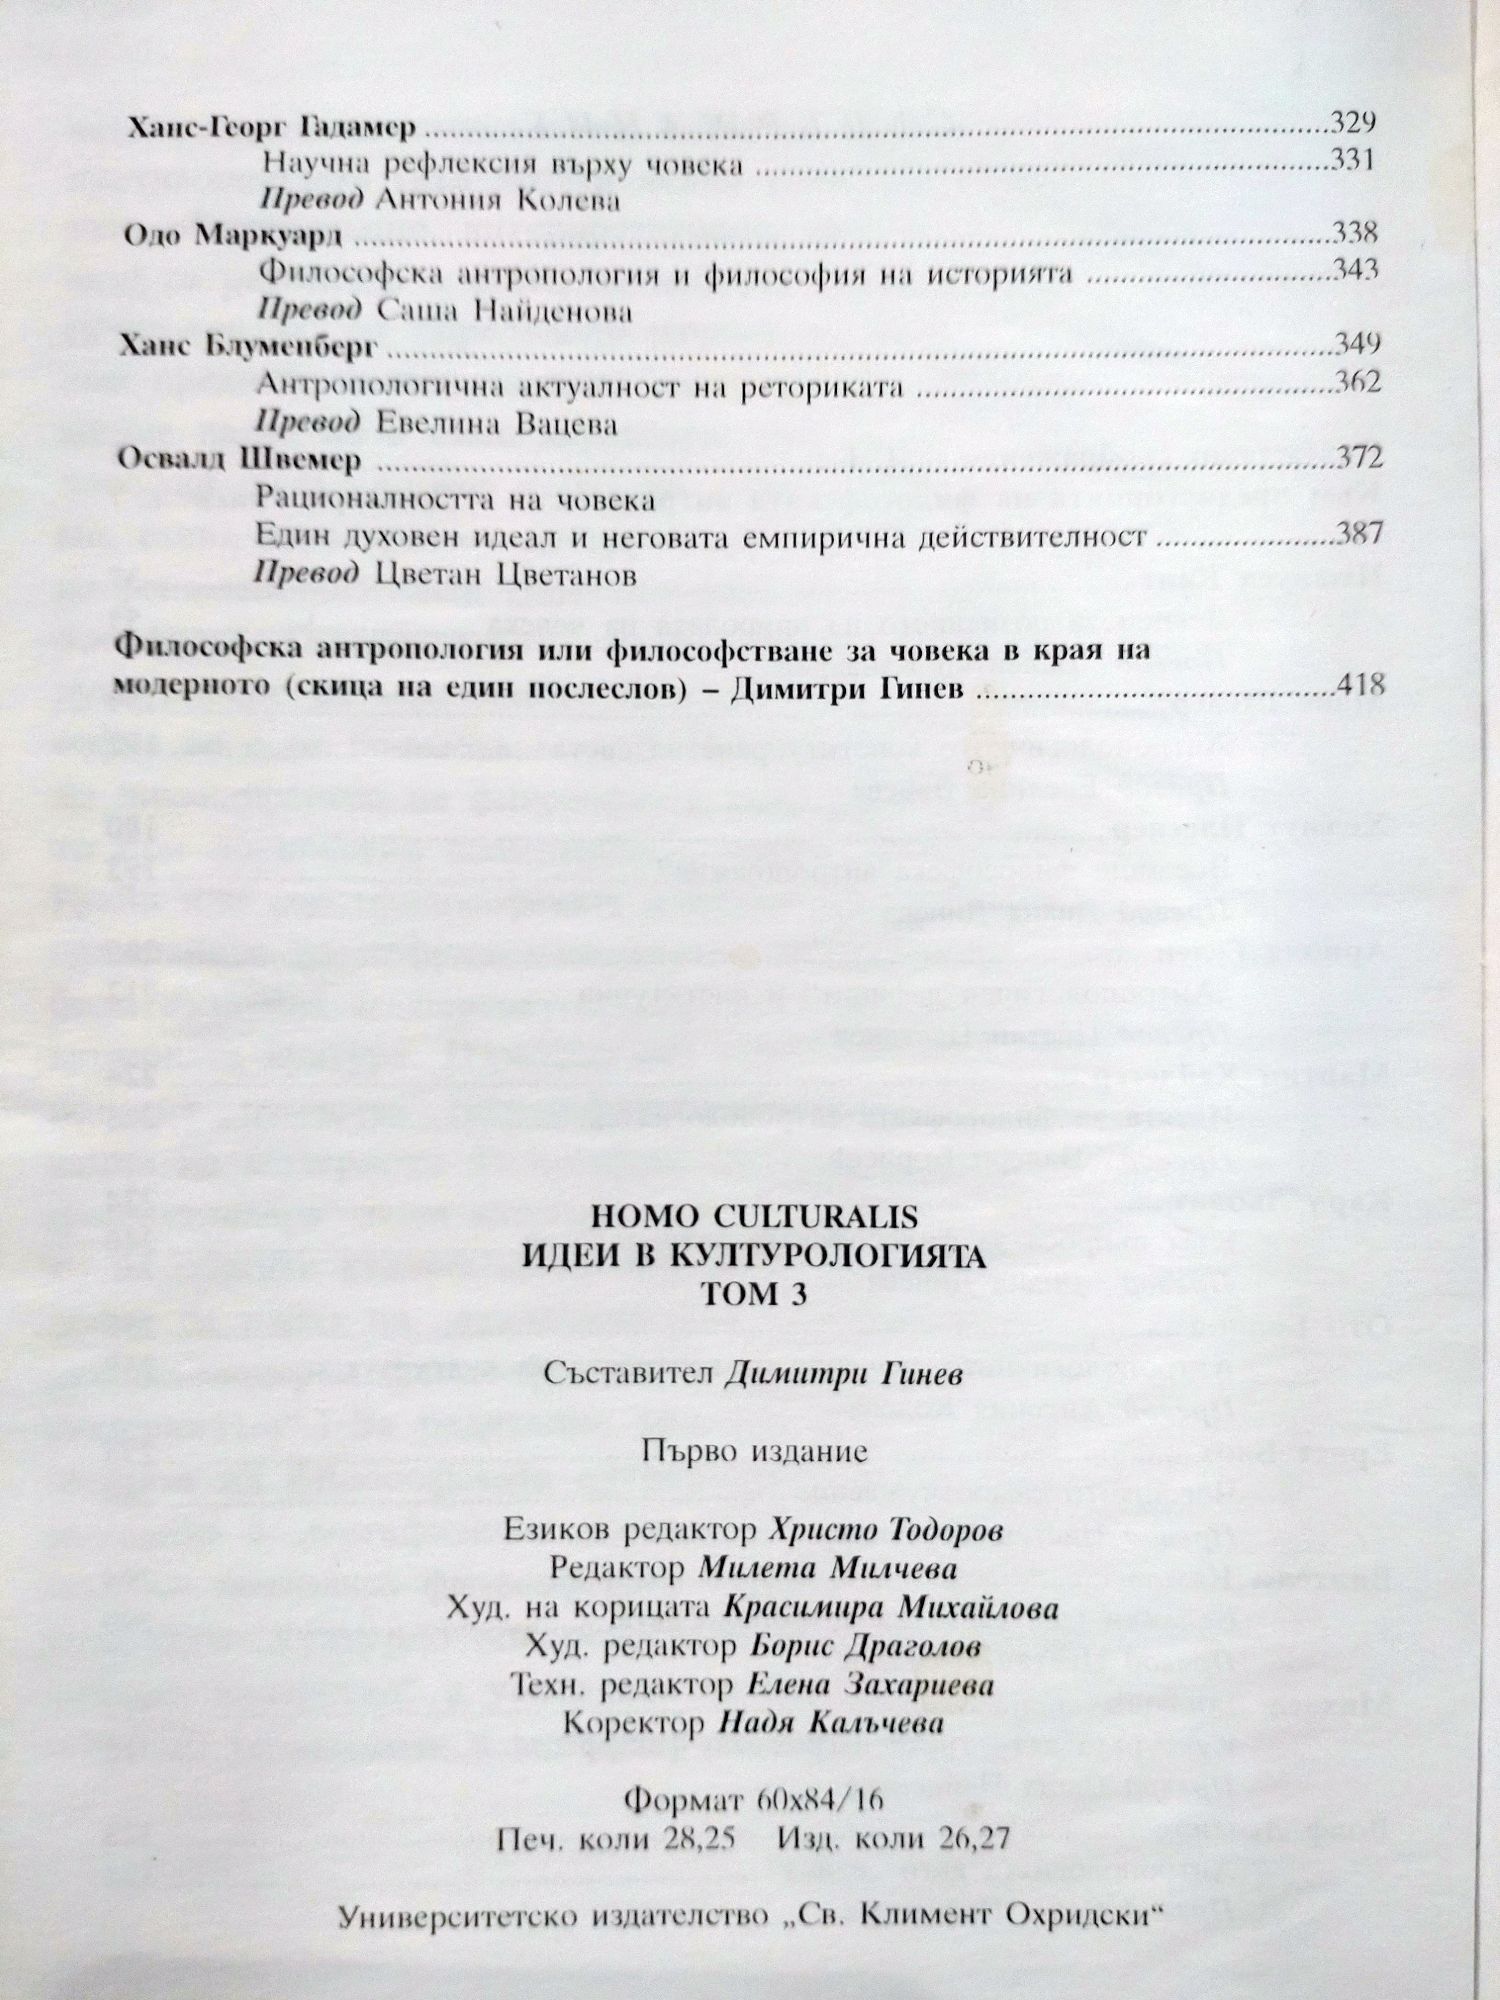 Ханс-Георг Гадамер ........ 329
Научна рефлексия върху човека ........ 331
Превод Антония Колева
Одо Маркуард ........ 338
Философска антропология и философия на историята ........ 343
Превод Саша Найденова
Ханс Блуменберг ........ 349
Антропологична актуалност на реториката ........ 362
Превод Евелина Вацева
Освалд Швемер ........ 372
Рационалността на човека
Един духовен идеал и неговата емпирична действителност ........ 387
Превод Цветан Цветанов
Философска антропология или философстване за човека в края на
модерното (скица на един послеслов) – Димитри Гинев ........ 418
HOMO CULTURALIS
ИДЕИ В КУЛТУРОЛОГИЯТА
ТОМ 3
Съставител Димитри Гинев
Първо издание
Езиков редактор Христо Тодоров
Редактор Милета Милчева
Худ. на корицата Красимира Михайлова
Худ. редактор Борис Драголов
Техн. редактор Елена Захариева
Коректор Надя Калъчева
Формат 60x84/16
Печ. коли 28,25 Изд. коли 26,27
Университетско издателство „Св. Климент Охридски“